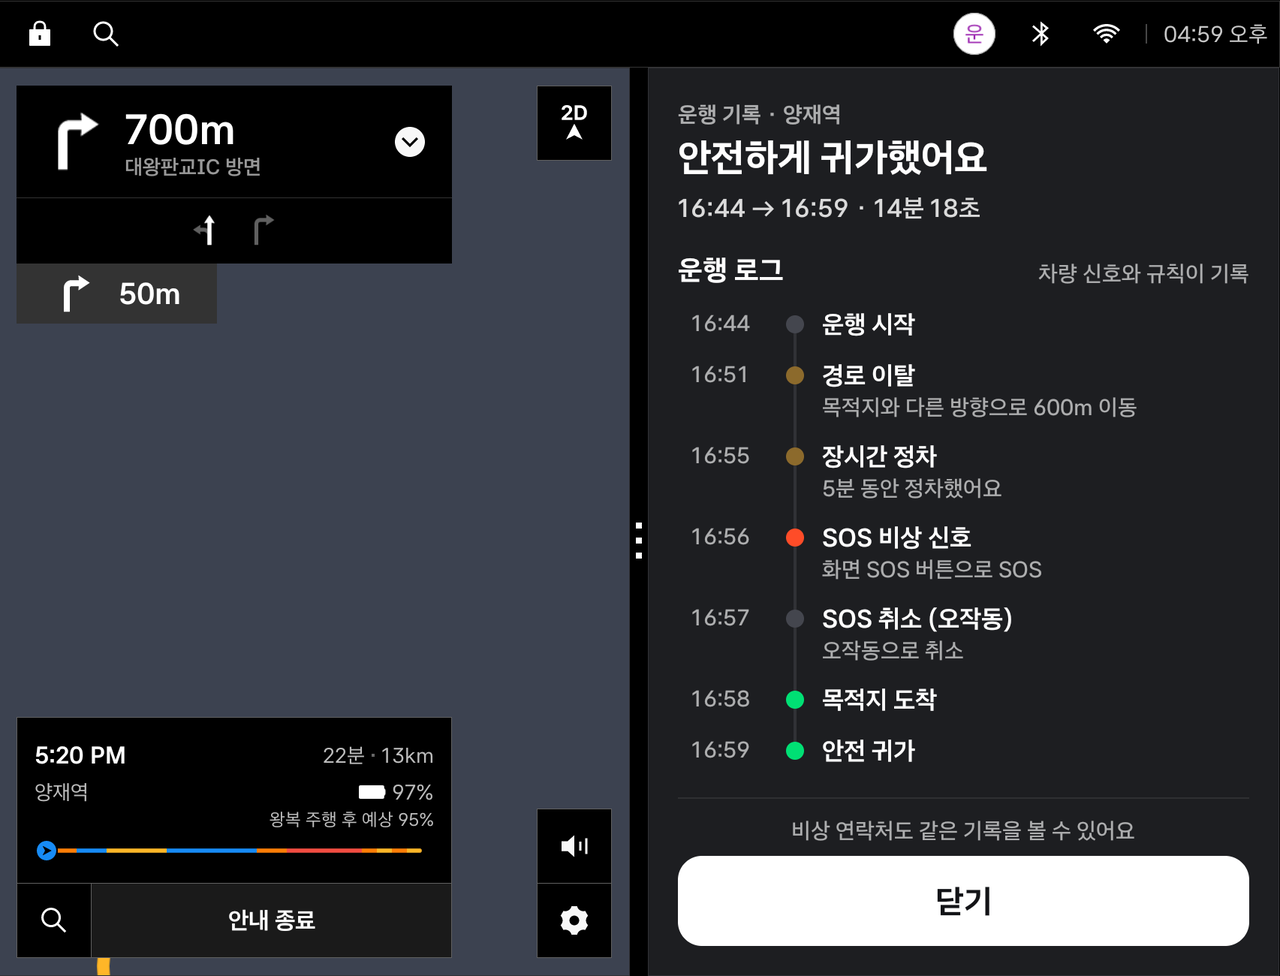 운
04:59 오후
700m
대왕판교IC 방면
50m
2D
5:20 PM
22분 · 13km
양재역
97%
왕복 주행 후 예상 95%
안내 종료
운행 기록 · 양재역
안전하게 귀가했어요
16:44 → 16:59 · 14분 18초
운행 로그
차량 신호와 규칙이 기록
16:44 운행 시작
16:51 경로 이탈
목적지와 다른 방향으로 600m 이동
16:55 장시간 정차
5분 동안 정차했어요
16:56 SOS 비상 신호
화면 SOS 버튼으로 SOS
16:57 SOS 취소 (오작동)
오작동으로 취소
16:58 목적지 도착
16:59 안전 귀가
비상 연락처도 같은 기록을 볼 수 있어요
닫기